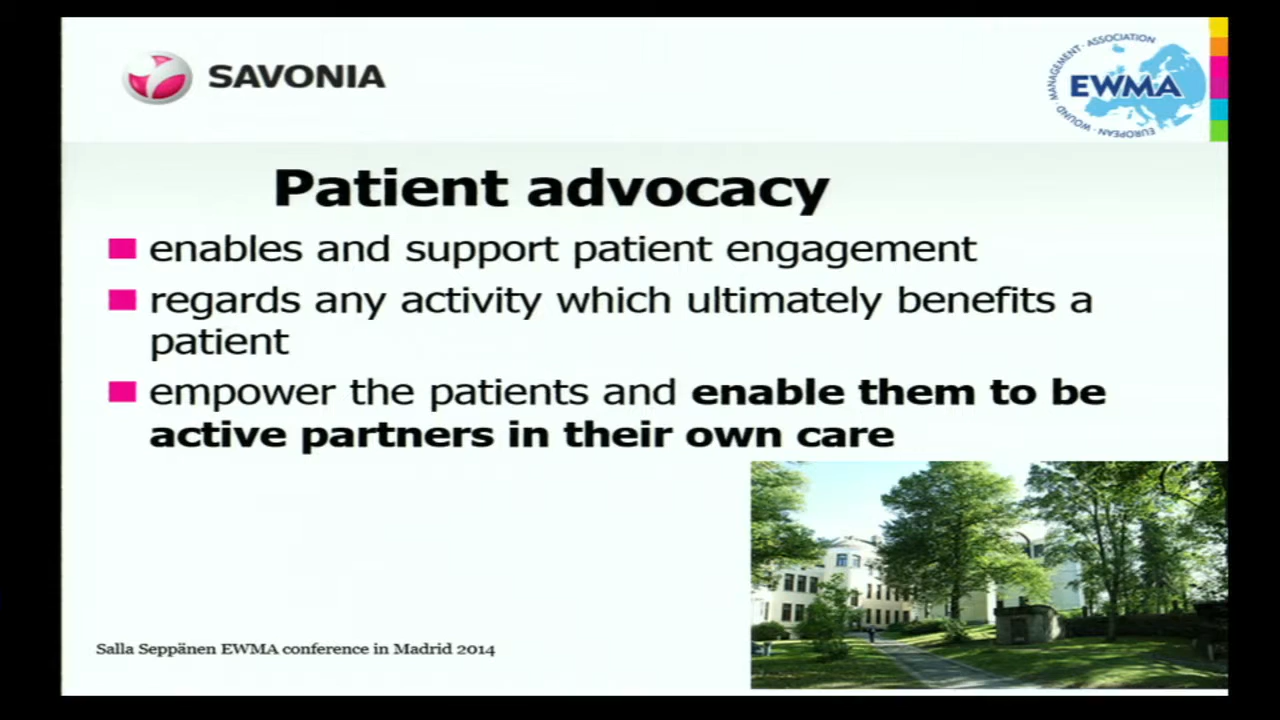 SAVONIA
EUROPEAN · WOUND · MANAGEMENT · ASSOCIATION
EWMA
Patient advocacy
enables and support patient engagement
regards any activity which ultimately benefits a
patient
empower the patients and enable them to be
active partners in their own care
Salla Seppänen EWMA conference in Madrid 2014